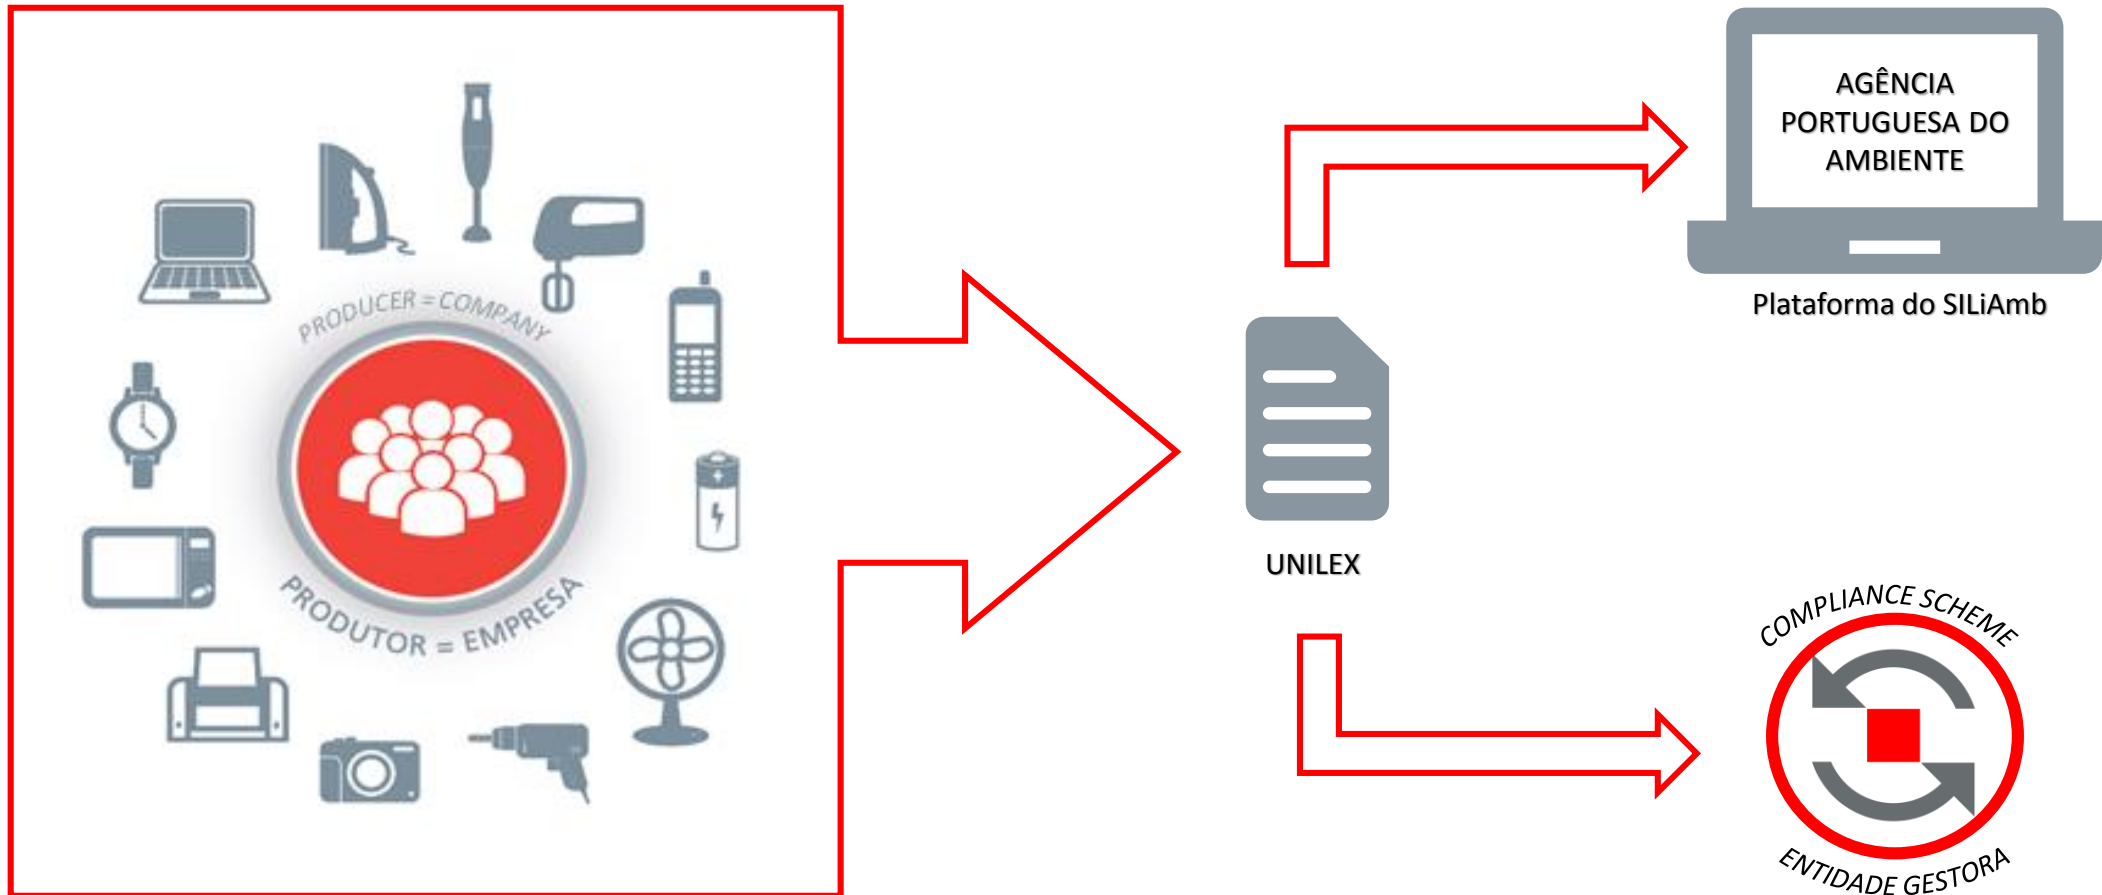 PRODUCER = COMPANY
PRODUTOR = EMPRESA
UNILEX
AGÊNCIA
PORTUGUESA DO
AMBIENTE
Plataforma do SILiAmb
COMPLIANCE SCHEME
ENTIDADE GESTORA